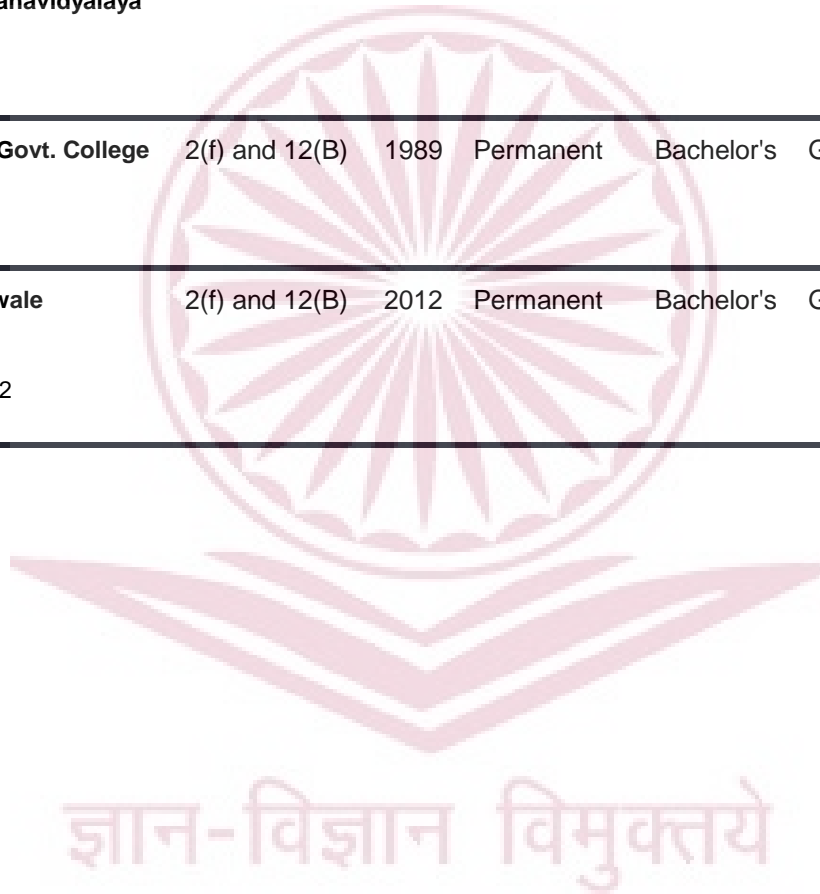 anavidyalaya
Govt. College 2(f) and 12(B) 1989 Permanent Bachelor's G
wale 2(f) and 12(B) 2012 Permanent Bachelor's G
2
ज्ञान-विज्ञान विमुक्तये